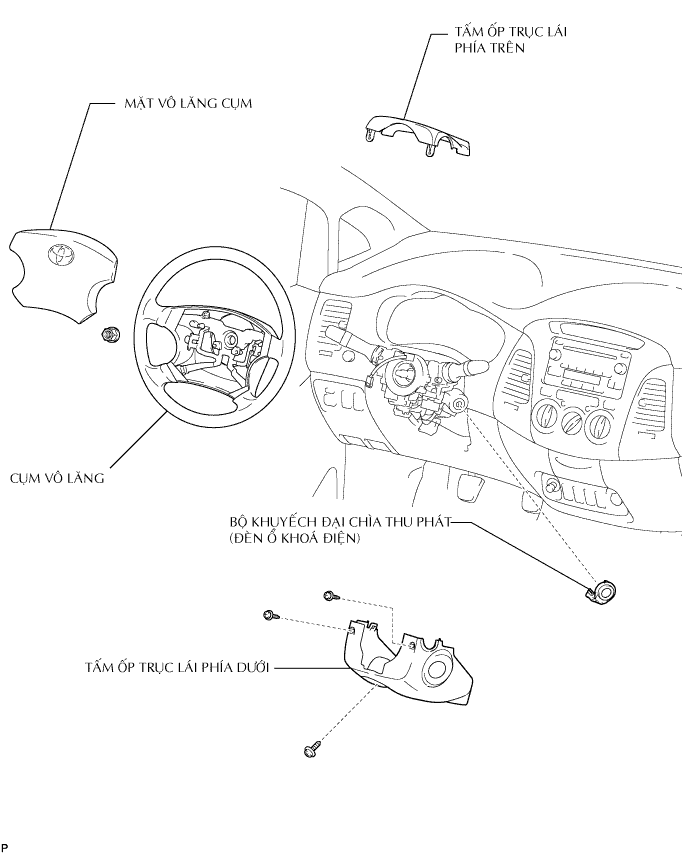 TẤM ỐP TRỤC LÁI
PHÍA TRÊN
MẶT VÔ LĂNG CỤM
CỤM VÔ LĂNG
BỘ KHUYẾCH ĐẠI CHÌA THU PHÁT
(ĐÈN Ổ KHOÁ ĐIỆN)
TẤM ỐP TRỤC LÁI PHÍA DƯỚI
P